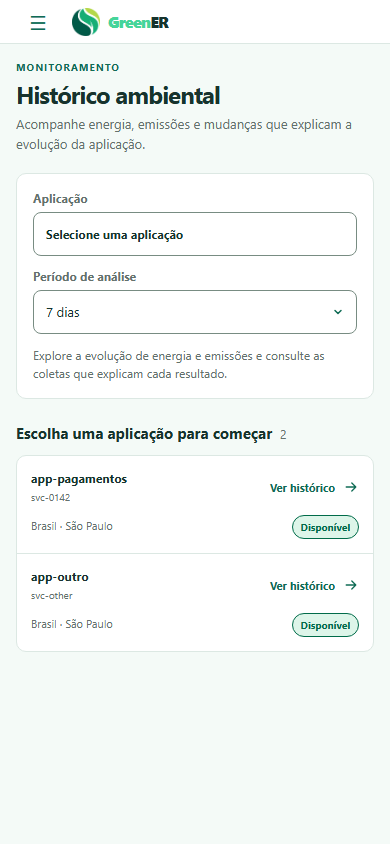 GreenER
MONITORAMENTO
Histórico ambiental
Acompanhe energia, emissões e mudanças que explicam a
evolução da aplicação.
Aplicação
Selecione uma aplicação
Período de análise
7 dias
Explore a evolução de energia e emissões e consulte as
coletas que explicam cada resultado.
Escolha uma aplicação para começar 2
app-pagamentos
svc-0142
Ver histórico →
Brasil · São Paulo
Disponível
app-outro
svc-other
Ver histórico →
Brasil · São Paulo
Disponível